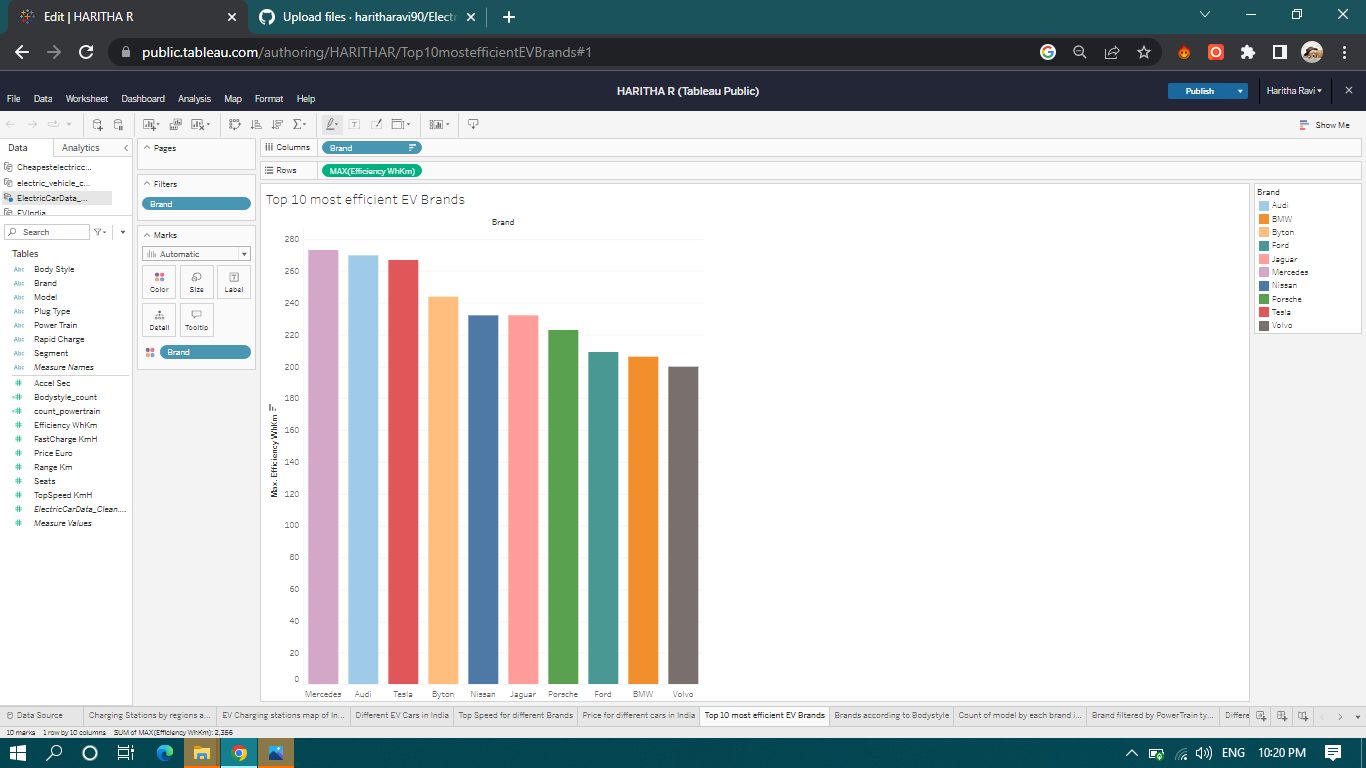 Edit | HARITHA R
Upload files · haritharavi90/Electr
public.tableau.com/authoring/HARITHAR/Top10mostefficientEVBrands#1
HARITHA R (Tableau Public)
Publish
Haritha Ravi
File Data Worksheet Dashboard Analysis Map Format Help
Show Me
Data Analytics
Cheapestelectricc...
electric_vehicle_c...
ElectricCarData_...
EVIndia
Search
Tables
Abc Body Style
Abc Brand
Abc Model
Abc Plug Type
Abc Power Train
Abc Rapid Charge
Abc Segment
Abc Measure Names
Accel Sec
Bodystyle_count
count_powertrain
Efficiency WhKm
FastCharge KmH
Price Euro
Range Km
Seats
TopSpeed KmH
ElectricCarData_Clean....
Measure Values
Pages
Filters
Brand
Marks
Automatic
Color Size Label
Detail Tooltip
Brand
Columns Brand
Rows MAX(Efficiency WhKm)
Top 10 most efficient EV Brands
Brand
280
260
240
220
200
180
160
140
120
100
80
60
40
20
0
Max. Efficiency WhKm
Mercedes Audi Tesla Byton Nissan Jaguar Porsche Ford BMW Volvo
Brand
Audi
BMW
Byton
Ford
Jaguar
Mercedes
Nissan
Porsche
Tesla
Volvo
Data Source Charging Stations by regions a... EV Charging stations map of In... Different EV Cars in India Top Speed for different Brands Price for different cars in India Top 10 most efficient EV Brands Brands according to Bodystyle Count of model by each brand i... Brand filtered by PowerTrain ty... Differe
10 marks 1 row by 10 columns SUM of MAX(Efficiency WhKm): 2,356
ENG 10:20 PM